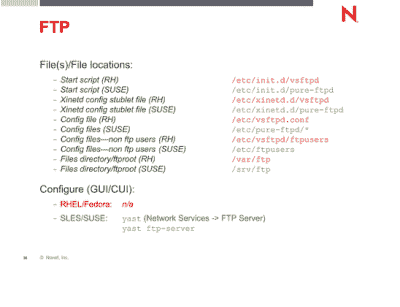 N
FTP
File(s)/File locations:
– Start script (RH) /etc/init.d/vsftpd
– Start script (SUSE) /etc/init.d/pure-ftpd
– Xinetd config stublet file (RH) /etc/xinetd.d/vsftpd
– Xinetd config stublet file (SUSE) /etc/xinetd.d/pure-ftpd
– Config file (RH) /etc/vsftpd.conf
– Config files (SUSE) /etc/pure-ftpd/*
– Config files---non ftp users (RH) /etc/vsftpd/ftpusers
– Config files---non ftp users (SUSE) /etc/ftpusers
– Files directory/ftproot (RH) /var/ftp
– Files directory/ftproot (SUSE) /srv/ftp
Configure (GUI/CUI):
– RHEL/Fedora: n/a
– SLES/SUSE: yast (Network Services -> FTP Server)
yast ftp-server
© Novell, Inc.